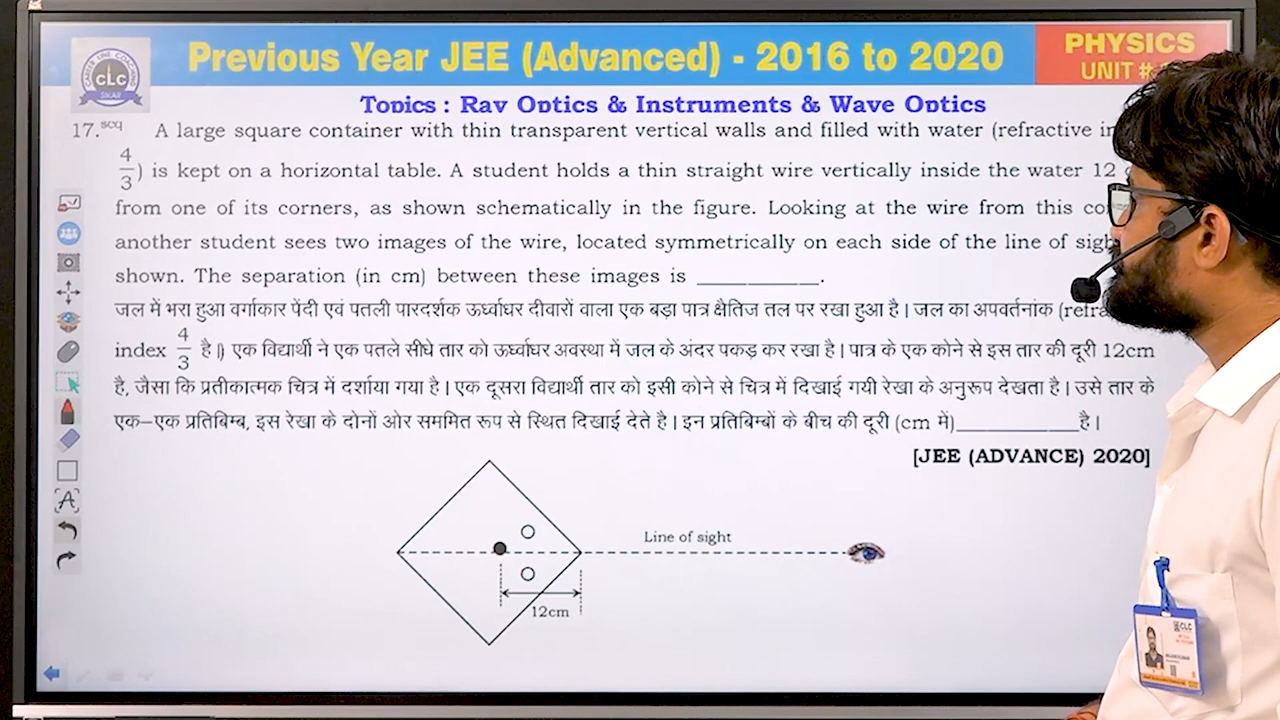 Previous Year JEE (Advanced) - 2016 to 2020
PHYSICS
UNIT #
CLC
SIKAR
Topics : Ray Optics & Instruments & Wave Optics
17. scq A large square container with thin transparent vertical walls and filled with water (refractive
4/3) is kept on a horizontal table. A student holds a thin straight wire vertically inside the water 12
from one of its corners, as shown schematically in the figure. Looking at the wire from this
another student sees two images of the wire, located symmetrically on each side of the line of
shown. The separation (in cm) between these images is ___________.
जल में भरा हुआ वर्गाकार पेंदी एवं पतली पारदर्शक ऊर्ध्वाधर दीवारों वाला एक बड़ा पात्र क्षैतिज तल पर रखा हुआ है। जल का अपवर्तनांक
index 4/3 है।) एक विद्यार्थी ने एक पतले सीधे तार को ऊर्ध्वाधर अवस्था में जल के अंदर पकड़ कर रखा है। पात्र के एक कोने से इस तार की दूरी 12cm
है, जैसा कि प्रतीकात्मक चित्र में दर्शाया गया है। एक दूसरा विद्यार्थी तार को इसी कोने से चित्र में दिखाई गयी रेखा के अनुरूप देखता है। उसे तार के
एक–एक प्रतिबिम्ब, इस रेखा के दोनों ओर सममित रूप से स्थित दिखाई देते है। इन प्रतिबिम्बों के बीच की दूरी (cm में)___________है।
[JEE (ADVANCE) 2020]
Line of sight
12cm
CLC